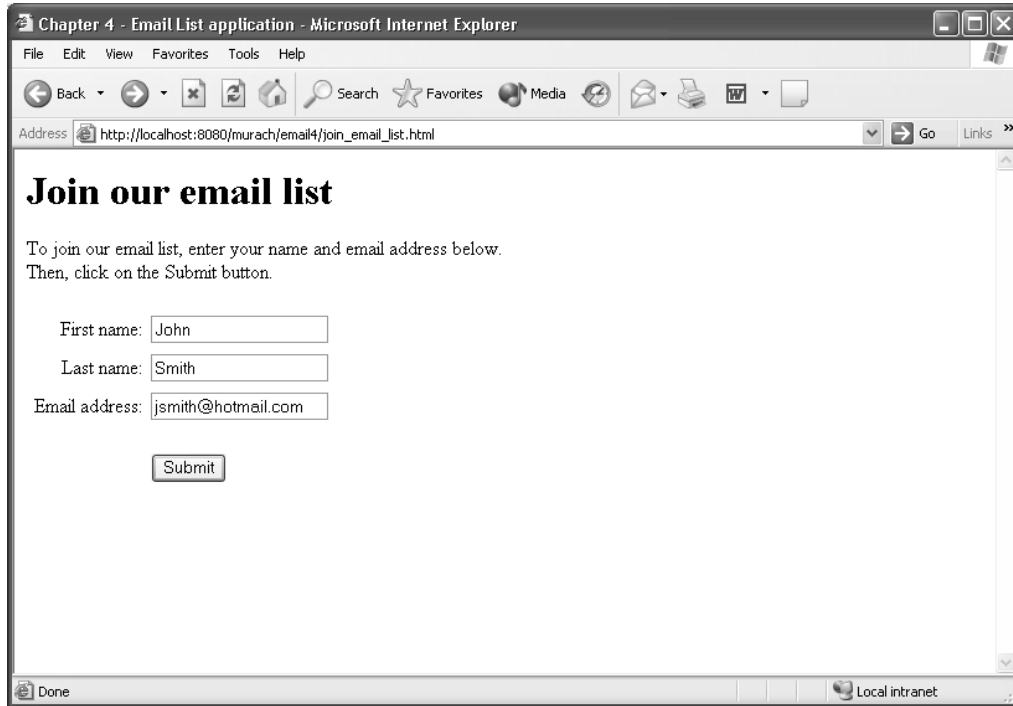 Chapter 4 - Email List application - Microsoft Internet Explorer
File Edit View Favorites Tools Help
Back Search Favorites Media
Address http://localhost:8080/murach/email4/join_email_list.html Go Links »
Join our email list
To join our email list, enter your name and email address below.
Then, click on the Submit button.
First name: John
Last name: Smith
Email address: jsmith@hotmail.com
Submit
Done Local intranet